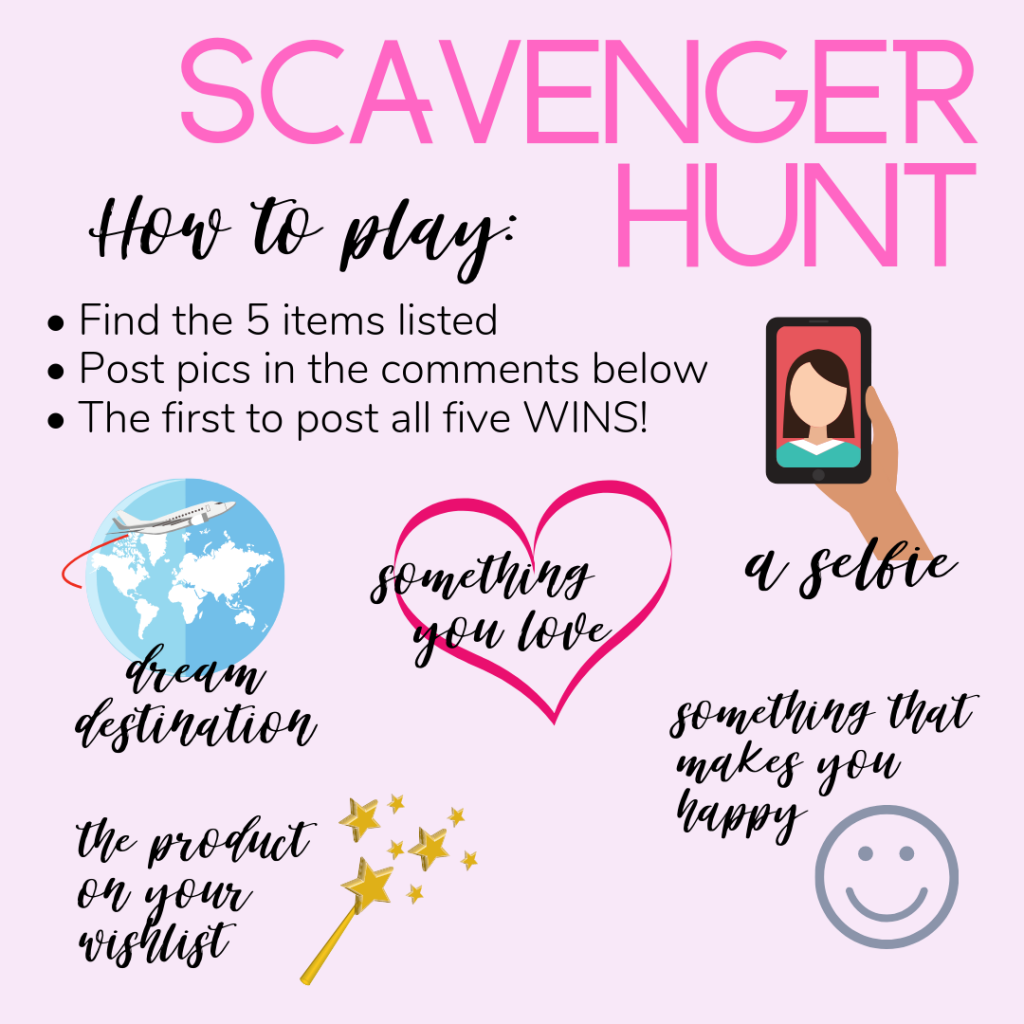 SCAVENGER
HUNT
How to play:
• Find the 5 items listed
• Post pics in the comments below
• The first to post all five WINS!
dream
destination
something
you love
a selfie
something that
makes you
happy
the product
on your
wishlist